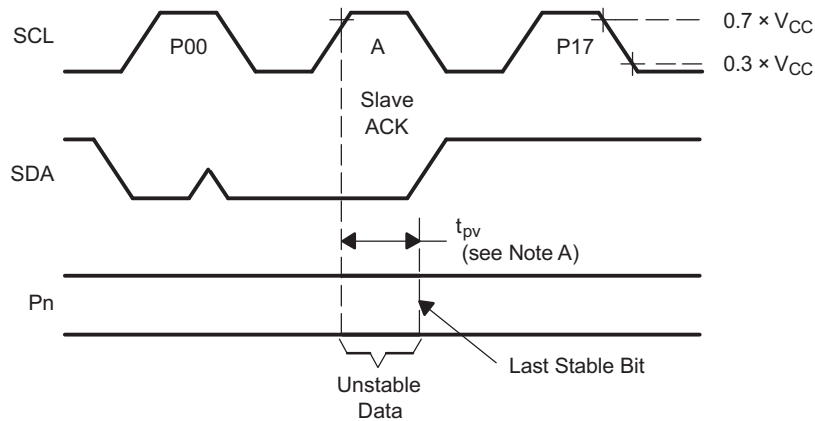 SCL
P00
A
P17
0.7 × VCC
0.3 × VCC
Slave
ACK
SDA
tpv
(see Note A)
Pn
Last Stable Bit
Unstable
Data